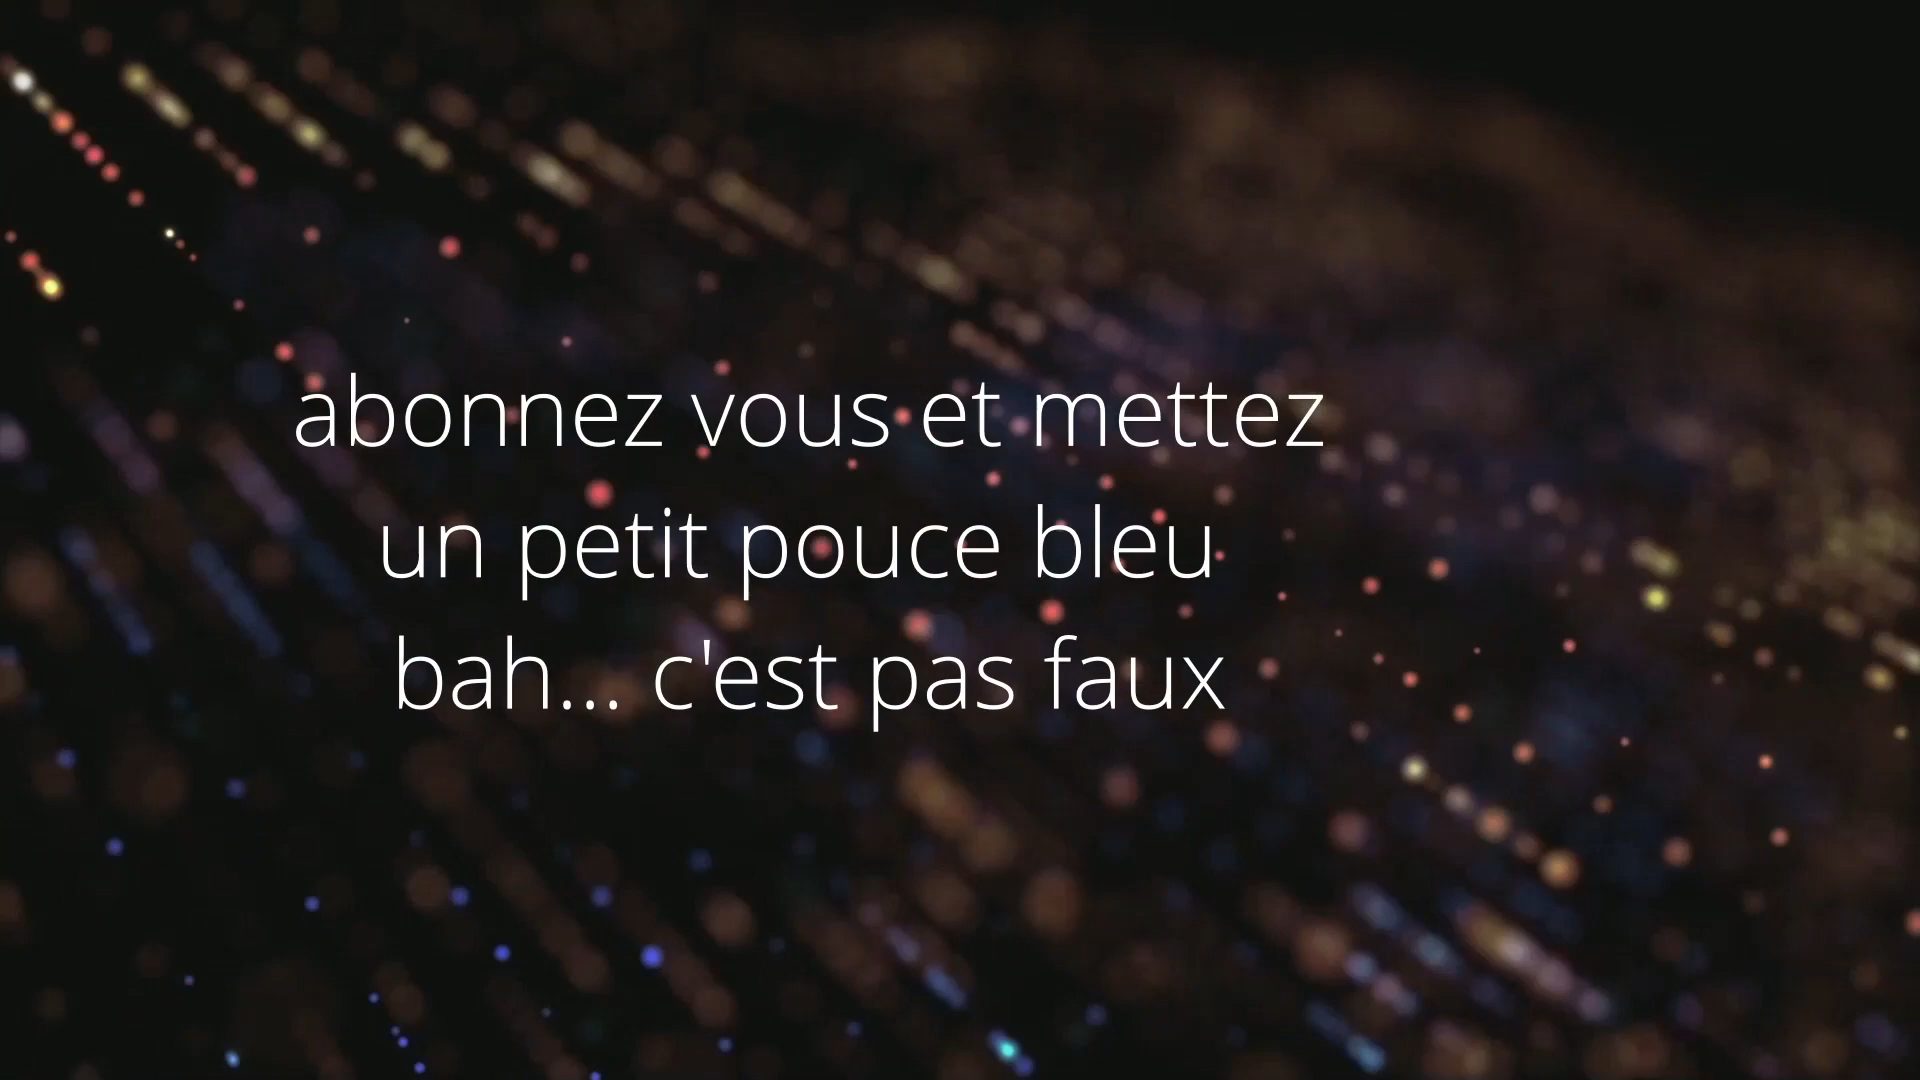 abonnez vous et mettez
un petit pouce bleu
bah... c'est pas faux